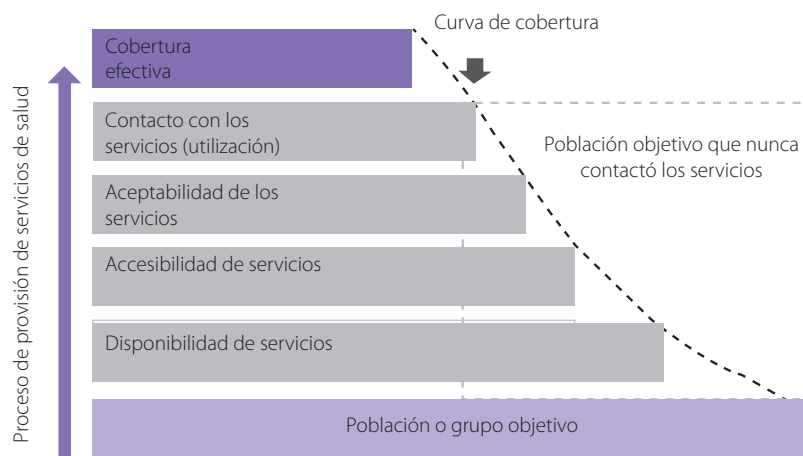 Curva de cobertura
Cobertura
efectiva
Contacto con los
servicios (utilización)
Población objetivo que nunca
contactó los servicios
Aceptabilidad de los
servicios
Accesibilidad de servicios
Disponibilidad de servicios
Población o grupo objetivo
Proceso de provisión de servicios de salud